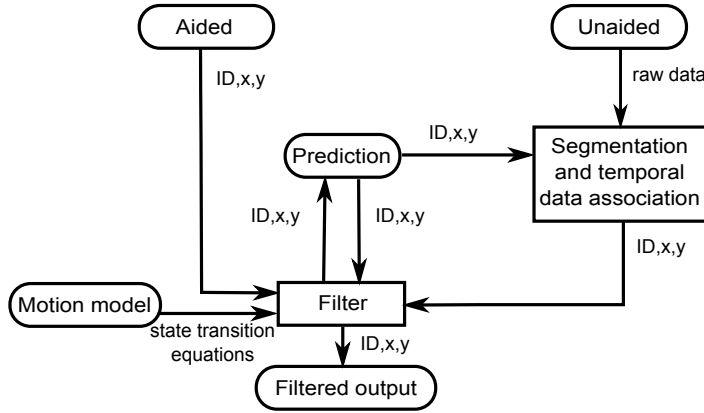 Aided
Unaided
ID,x,y
raw data
ID,x,y
Prediction
Segmentation
and temporal
data association
ID,x,y
ID,x,y
ID,x,y
Motion model
Filter
state transition
equations
ID,x,y
Filtered output